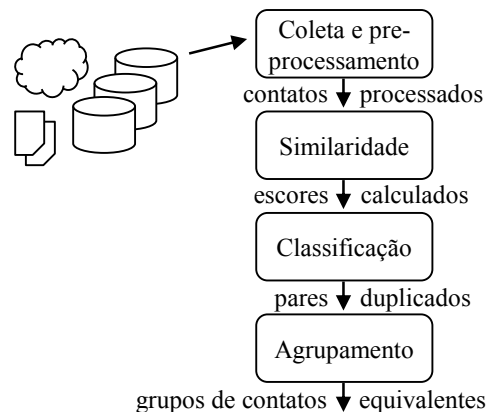 Coleta e pre-
processamento
contatos processados
Similaridade
escores calculados
Classificação
pares duplicados
Agrupamento
grupos de contatos equivalentes